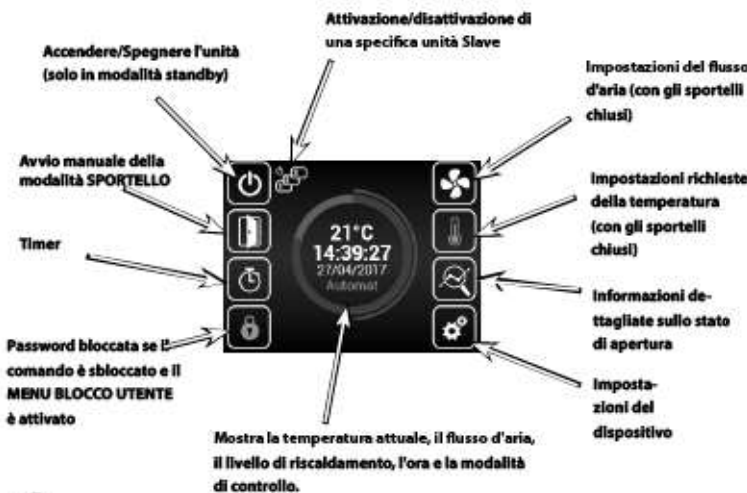 Attivazione/disattivazione di
una specifica unità Slave
Accendere/Spegnere l'unità
(solo in modalità standby)
Impostazioni del flusso
d'aria (con gli sportelli
chiusi)
Avvio manuale della
modalità SPORTELLO
Impostazioni richieste
della temperatura
(con gli sportelli
chiusi)
21°C
14:39:27
27/04/2017
Automat
Timer
Informazioni de-
ttagliate sullo stato
di apertura
Password bloccata se il
comando è sbloccato e il
MENU BLOCCO UTENTE
è attivato
Imposta-
zioni del
dispositivo
Mostra la temperatura attuale, il flusso d'aria,
il livello di riscaldamento, l'ora e la modalità
di controllo.